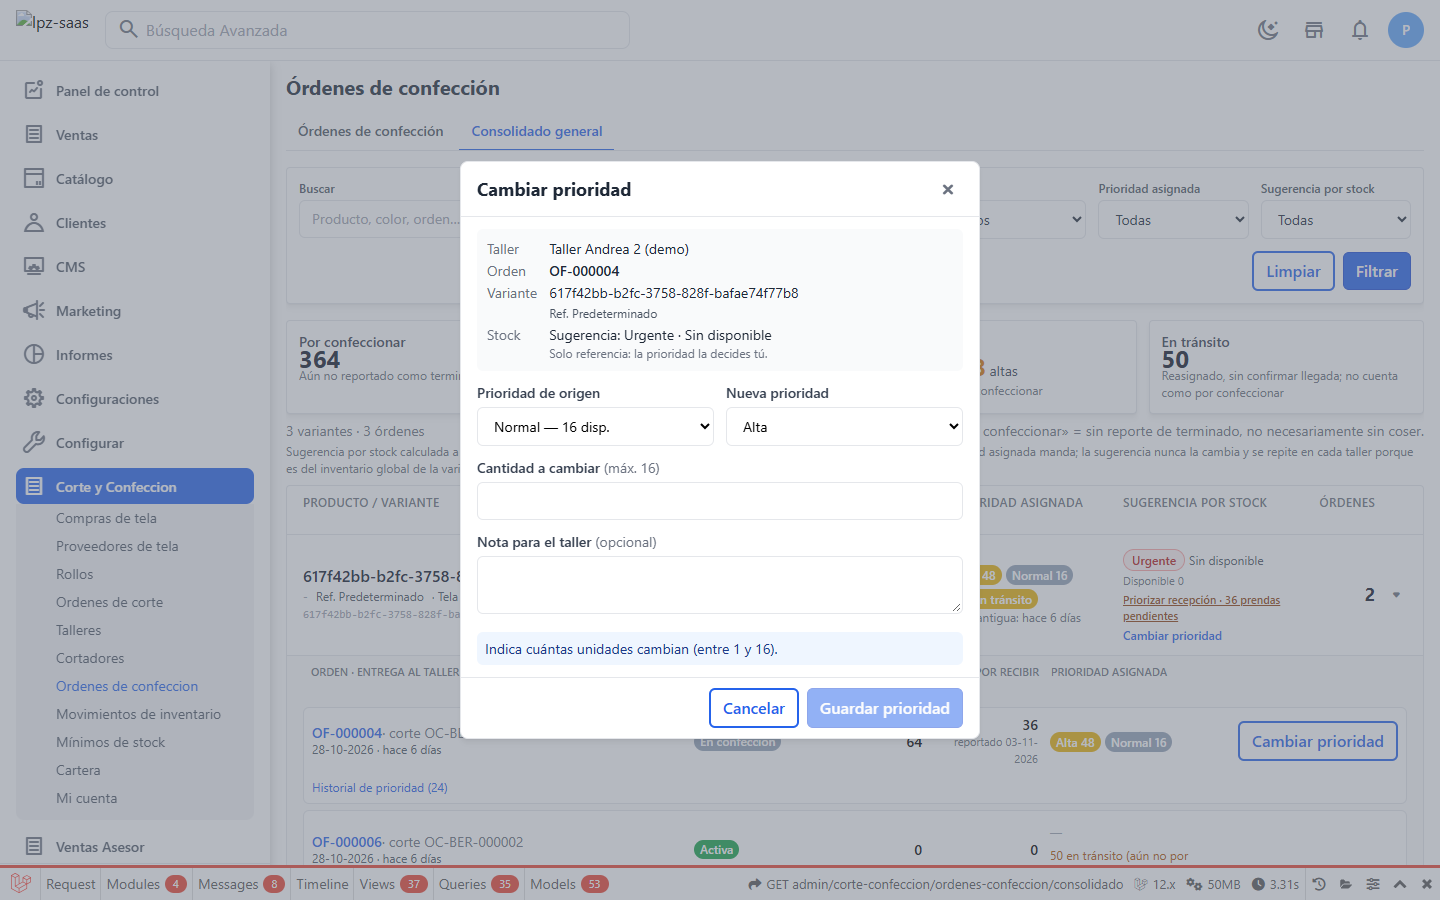 lpz-saas
Búsqueda Avanzada
P
Panel de control
Ventas
Catálogo
Clientes
CMS
Marketing
Informes
Configuraciones
Configurar
Corte y Confeccion
Compras de tela
Proveedores de tela
Rollos
Ordenes de corte
Talleres
Cortadores
Ordenes de confeccion
Movimientos de inventario
Mínimos de stock
Cartera
Mi cuenta
Ventas Asesor
Órdenes de confección
Órdenes de confección
Consolidado general
Buscar
Prioridad asignada
Sugerencia por stock
Producto, color, orden...
os
Todas
Todas
Limpiar
Filtrar
Por confeccionar
364
Aún no reportado como termin
altas
confeccionar
En tránsito
50
Reasignado, sin confirmar llegada; no cuenta
como por confeccionar
3 variantes · 3 órdenes
confeccionar» = sin reporte de terminado, no necesariamente sin coser.
Sugerencia por stock calculada a
d asignada manda; la sugerencia nunca la cambia y se repite en cada taller porque
es del inventario global de la vari
PRODUCTO / VARIANTE
RIDAD ASIGNADA
SUGERENCIA POR STOCK
ÓRDENES
617f42bb-b2fc-3758-8
- Ref. Predeterminado · Tela
617f42bb-b2fc-3758-828f-ba
48
Normal 16
n tránsito
antigua: hace 6 días
Urgente
Sin disponible
Disponible 0
Priorizar recepción · 36 prendas
pendientes
Cambiar prioridad
2
ORDEN · ENTREGA AL TALLER
POR RECIBIR
PRIORIDAD ASIGNADA
OF-000004· corte OC-BE
28-10-2026 · hace 6 días
Historial de prioridad (24)
En confección
64
36
reportado 03-11-
2026
Alta 48
Normal 16
Cambiar prioridad
OF-000006· corte OC-BER-000002
28-10-2026 · hace 6 días
Activa
0
0
—
50 en tránsito (aún no por
Cambiar prioridad
Taller
Taller Andrea 2 (demo)
Orden
OF-000004
Variante
617f42bb-b2fc-3758-828f-bafae74f77b8
Ref. Predeterminado
Stock
Sugerencia: Urgente · Sin disponible
Solo referencia: la prioridad la decides tú.
Prioridad de origen
Nueva prioridad
Normal — 16 disp.
Alta
Cantidad a cambiar (máx. 16)
Nota para el taller (opcional)
Indica cuántas unidades cambian (entre 1 y 16).
Cancelar
Guardar prioridad
Request
Modules 4
Messages 8
Timeline
Views 37
Queries 35
Models 53
GET admin/corte-confeccion/ordenes-confeccion/consolidado
12.x
50MB
3.31s